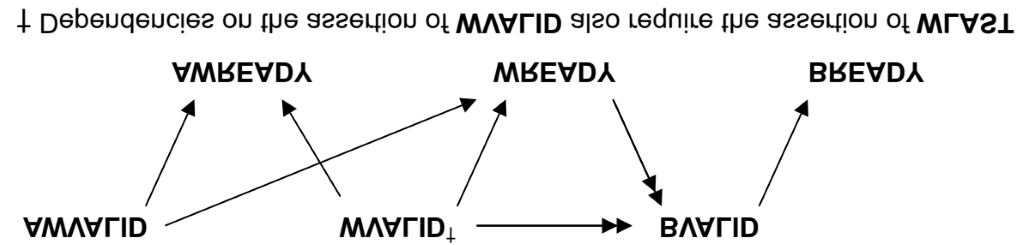 AWVALID WVALID† BVALID
AWREADY WREADY BREADY
† Dependencies on the assertion of WVALID also require the assertion of WLAST